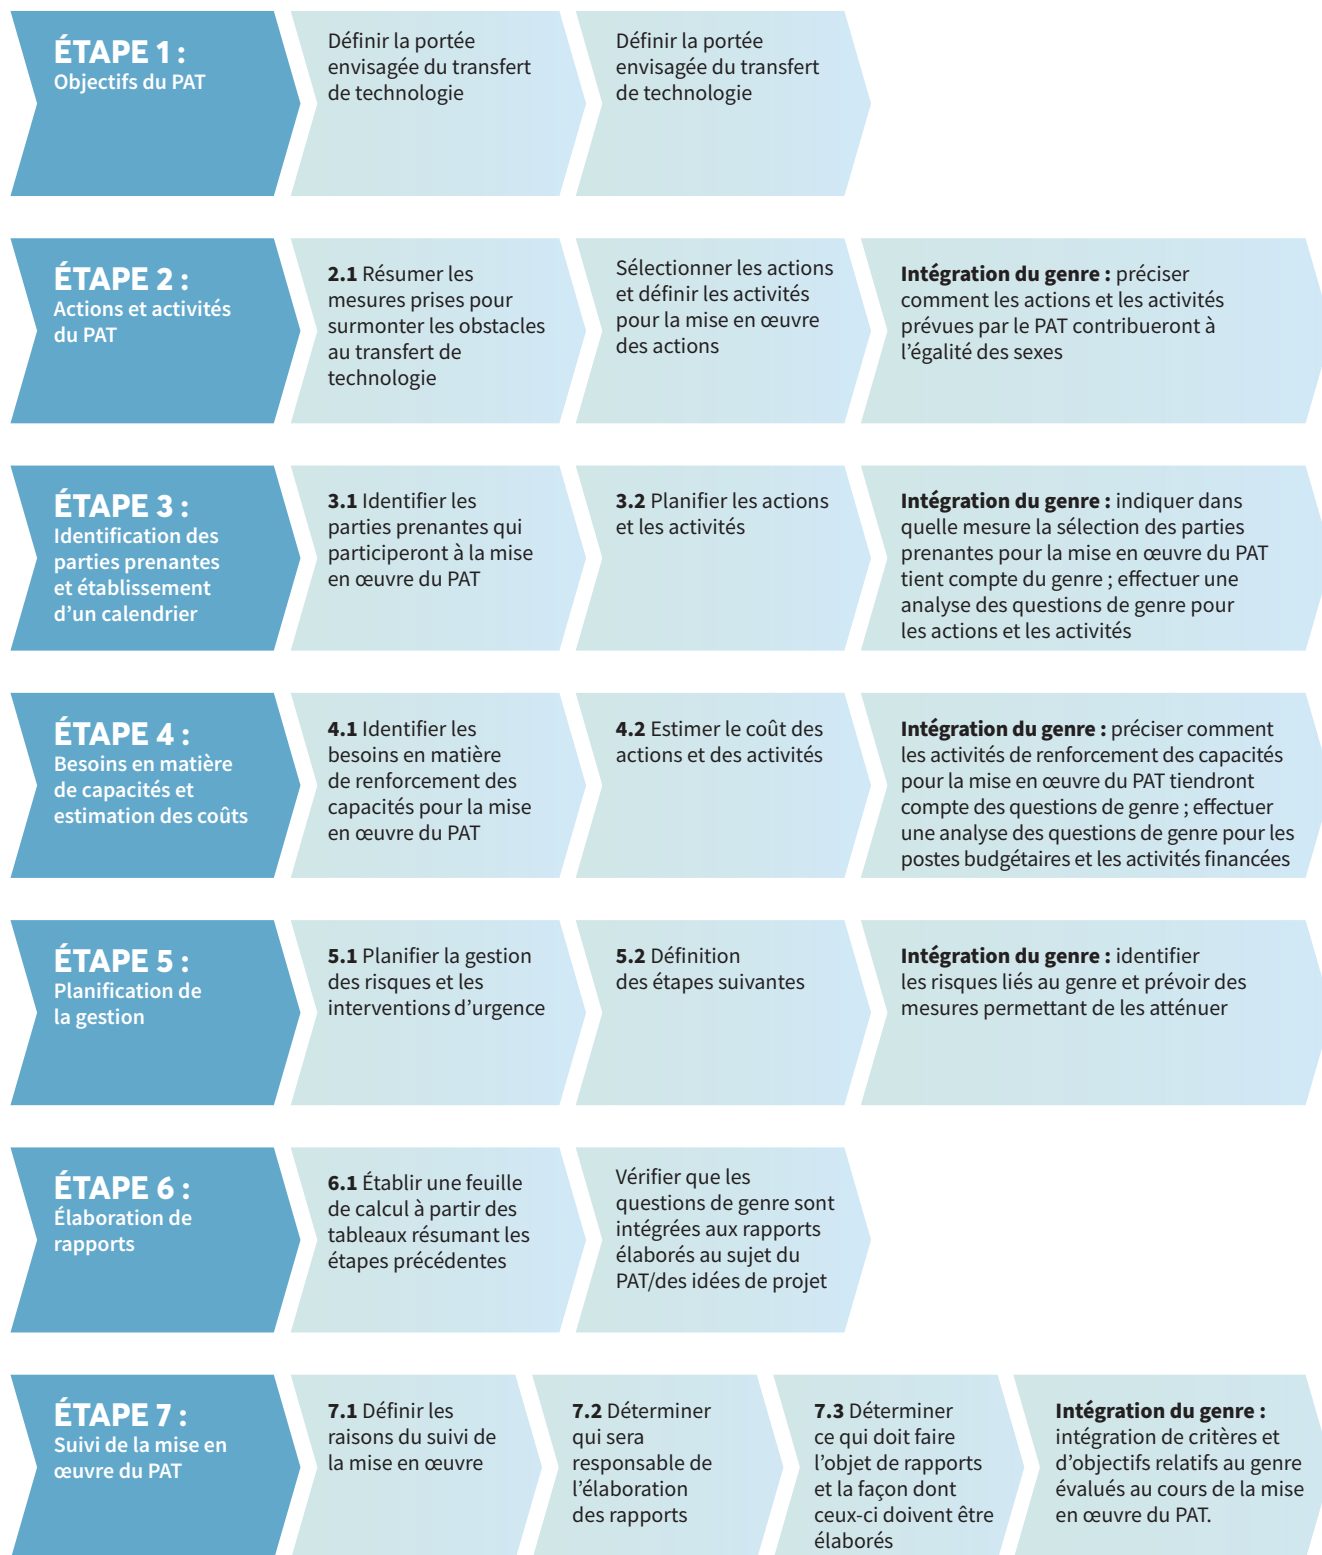 ÉTAPE 1 :
Objectifs du PAT
Définir la portée
envisagée du transfert
de technologie
Définir la portée
envisagée du transfert
de technologie
ÉTAPE 2 :
Actions et activités
du PAT
2.1 Résumer les
mesures prises pour
surmonter les obstacles
au transfert de
technologie
Sélectionner les actions
et définir les activités
pour la mise en œuvre
des actions
Intégration du genre : préciser
comment les actions et les activités
prévues par le PAT contribueront à
l’égalité des sexes
ÉTAPE 3 :
Identification des
parties prenantes
et établissement
d’un calendrier
3.1 Identifier les
parties prenantes qui
participeront à la mise
en œuvre du PAT
3.2 Planifier les actions
et les activités
Intégration du genre : indiquer dans
quelle mesure la sélection des parties
prenantes pour la mise en œuvre du PAT
tient compte du genre ; effectuer une
analyse des questions de genre pour
les actions et les activités
ÉTAPE 4 :
Besoins en matière
de capacités et
estimation des coûts
4.1 Identifier les
besoins en matière
de renforcement des
capacités pour la mise
en œuvre du PAT
4.2 Estimer le coût des
actions et des activités
Intégration du genre : préciser comment
les activités de renforcement des capacités
pour la mise en œuvre du PAT tiendront
compte des questions de genre ; effectuer
une analyse des questions de genre pour les
postes budgétaires et les activités financées
ÉTAPE 5 :
Planification de
la gestion
5.1 Planifier la gestion
des risques et les
interventions d’urgence
5.2 Définition
des étapes suivantes
Intégration du genre : identifier
les risques liés au genre et prévoir des
mesures permettant de les atténuer
ÉTAPE 6 :
Élaboration de
rapports
6.1 Établir une feuille
de calcul à partir des
tableaux résumant les
étapes précédentes
Vérifier que les
questions de genre sont
intégrées aux rapports
élaborés au sujet du
PAT/des idées de projet
ÉTAPE 7 :
Suivi de la mise en
œuvre du PAT
7.1 Définir les
raisons du suivi de
la mise en œuvre
7.2 Déterminer
qui sera
responsable de
l’élaboration
des rapports
7.3 Déterminer
ce qui doit faire
l’objet de rapports
et la façon dont
ceux-ci doivent être
élaborés
Intégration du genre :
intégration de critères et
d’objectifs relatifs au genre
évalués au cours de la mise
en œuvre du PAT.